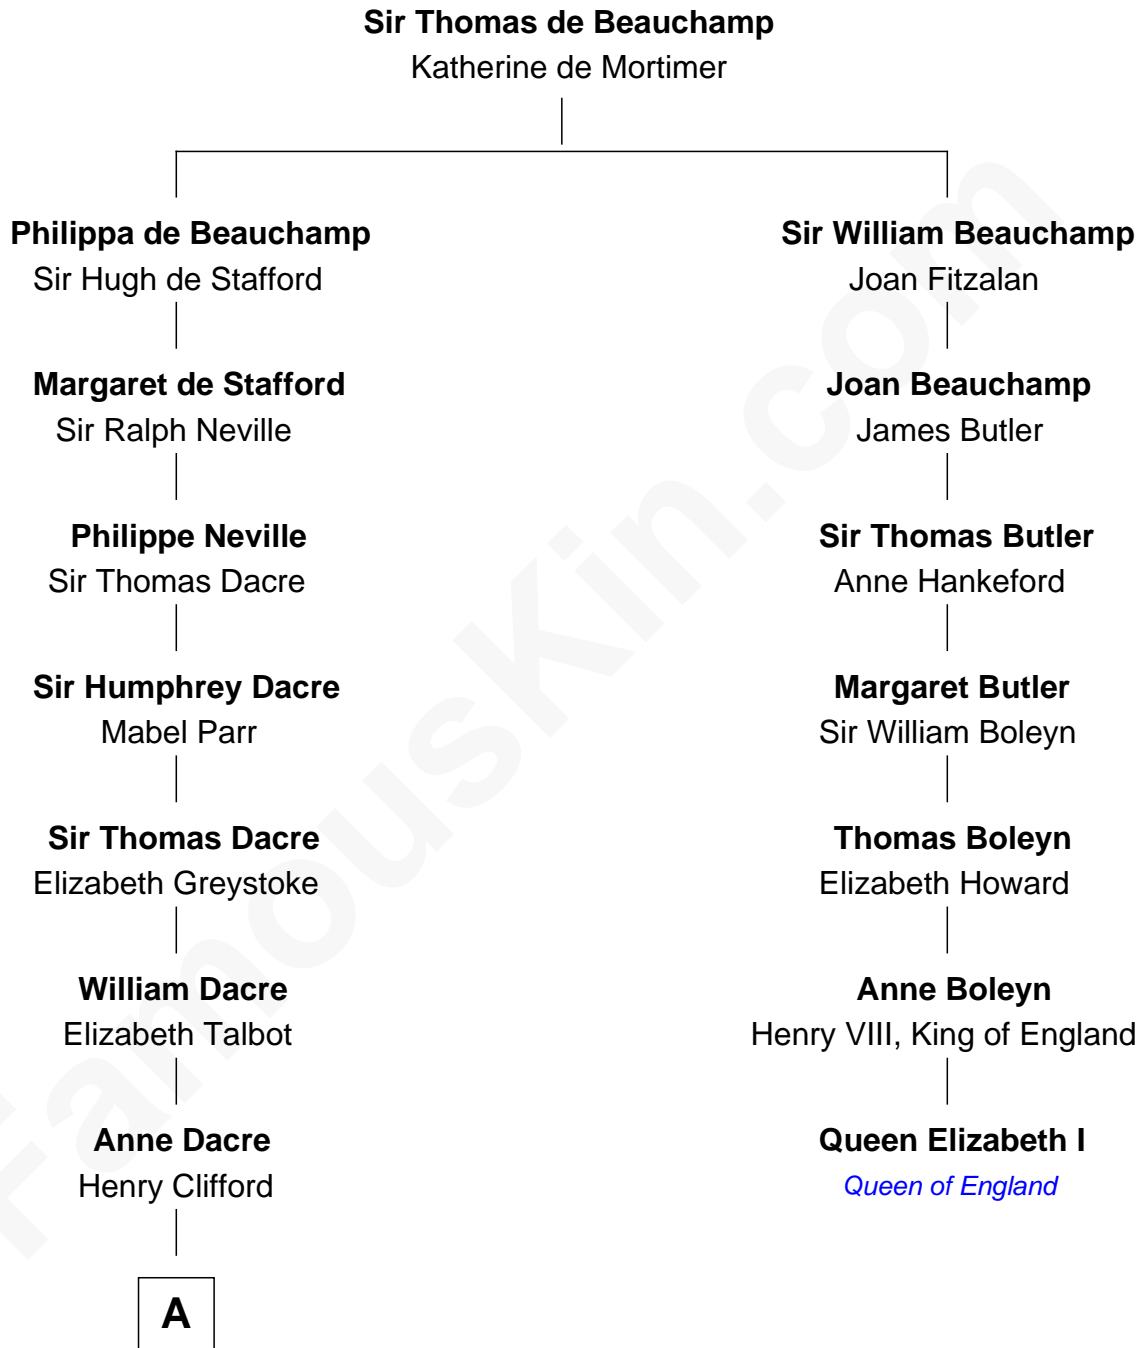 Sir Thomas de Beauchamp
Katherine de Mortimer
Philippa de Beauchamp
Sir Hugh de Stafford
Margaret de Stafford
Sir Ralph Neville
Philippe Neville
Sir Thomas Dacre
Sir Humphrey Dacre
Mabel Parr
Sir Thomas Dacre
Elizabeth Greystoke
William Dacre
Elizabeth Talbot
Anne Dacre
Henry Clifford
A
Sir William Beauchamp
Joan Fitzalan
Joan Beauchamp
James Butler
Sir Thomas Butler
Anne Hankeford
Margaret Butler
Sir William Boleyn
Thomas Boleyn
Elizabeth Howard
Anne Boleyn
Henry VIII, King of England
Queen Elizabeth I
Queen of England
FamousKin.com